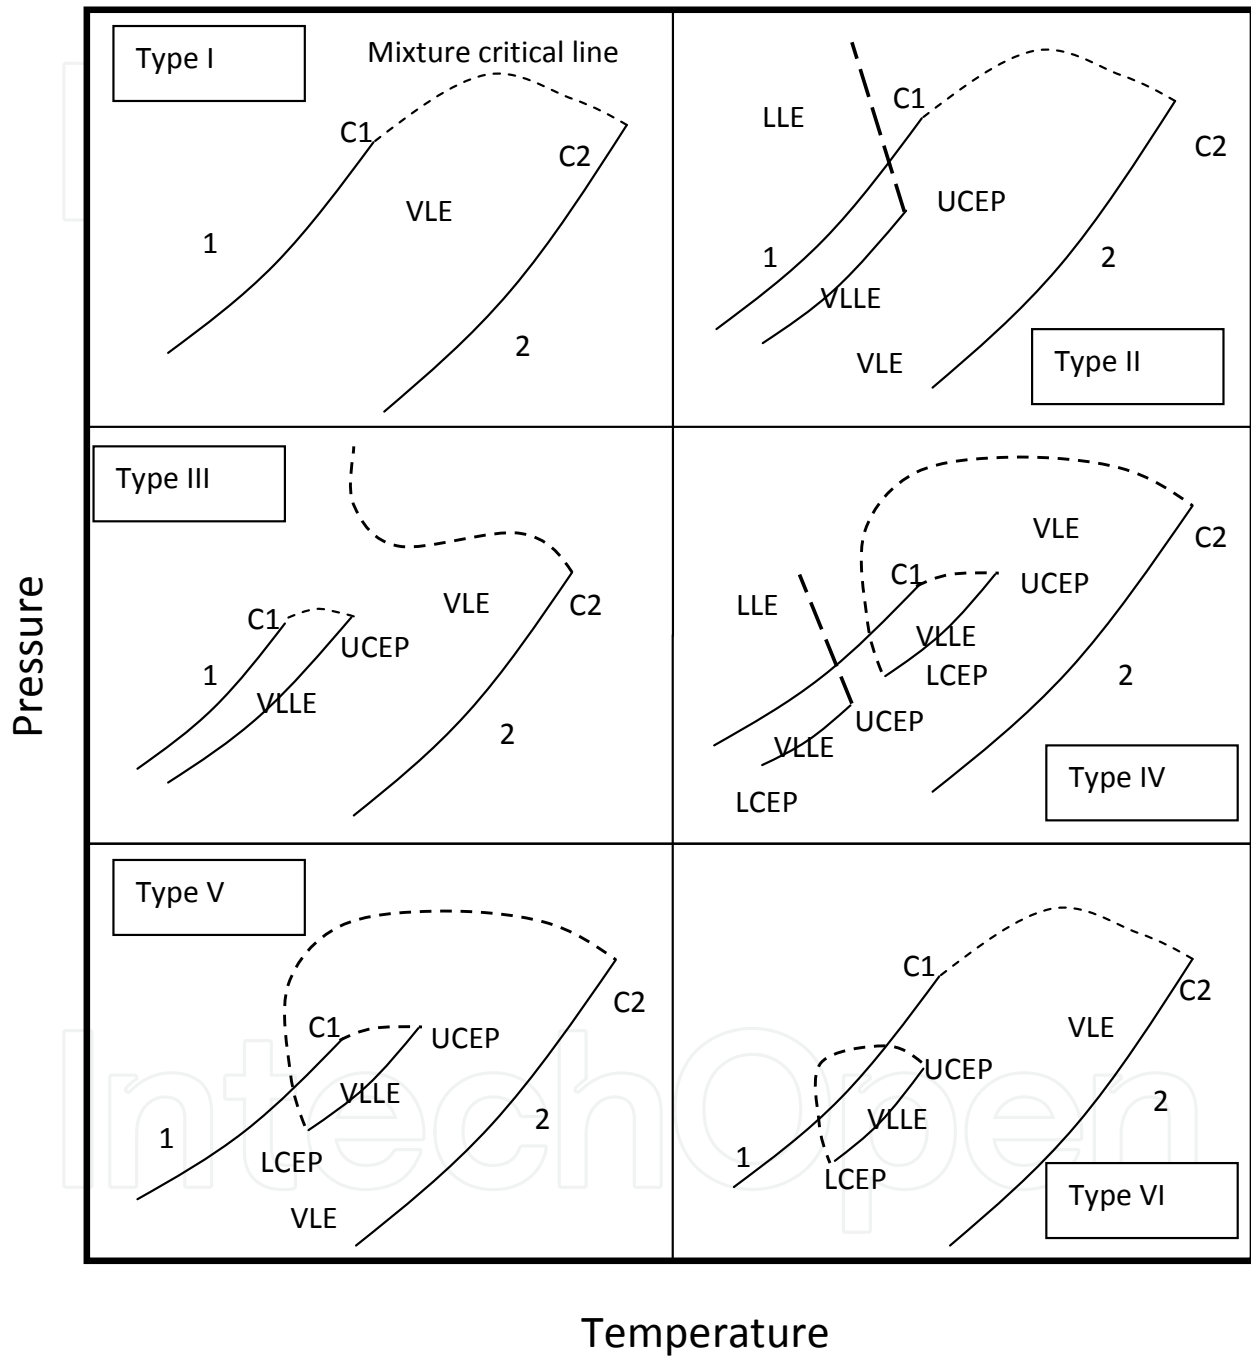 Type I
Mixture critical line
C1
C2
VLE
1
2
LLE
C1
C2
UCEP
1
2
VLLE
VLE
Type II
Type III
C1
VLE
C2
UCEP
1
VLLE
2
VLE
C2
C1
UCEP
LLE
VLLE
LCEP
2
UCEP
VLLE
LCEP
Type IV
Type V
C2
C1
UCEP
VLLE
2
1
LCEP
VLE
C1
C2
VLE
UCEP
2
VLLE
1
LCEP
Type VI
Pressure
Temperature
IntechOpen